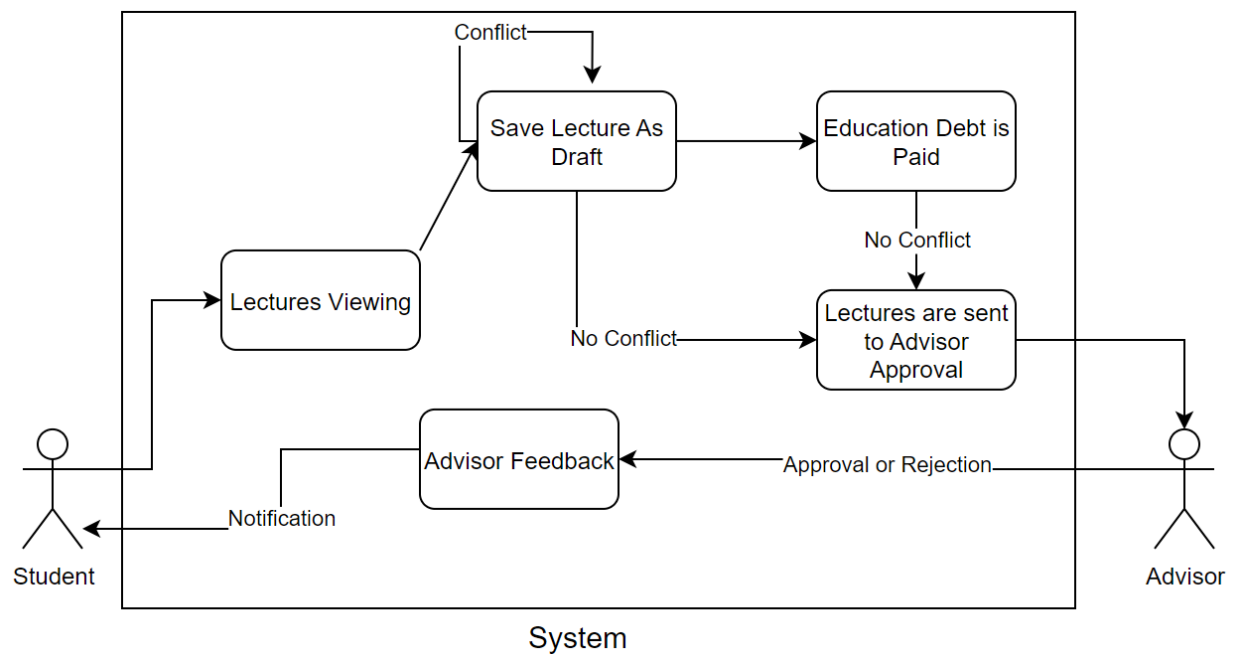 Conflict
Save Lecture As
Draft
Education Debt is
Paid
No Conflict
Lectures Viewing
Lectures are sent
to Advisor
Approval
No Conflict
Advisor Feedback
Approval or Rejection
Notification
Student
Advisor
System